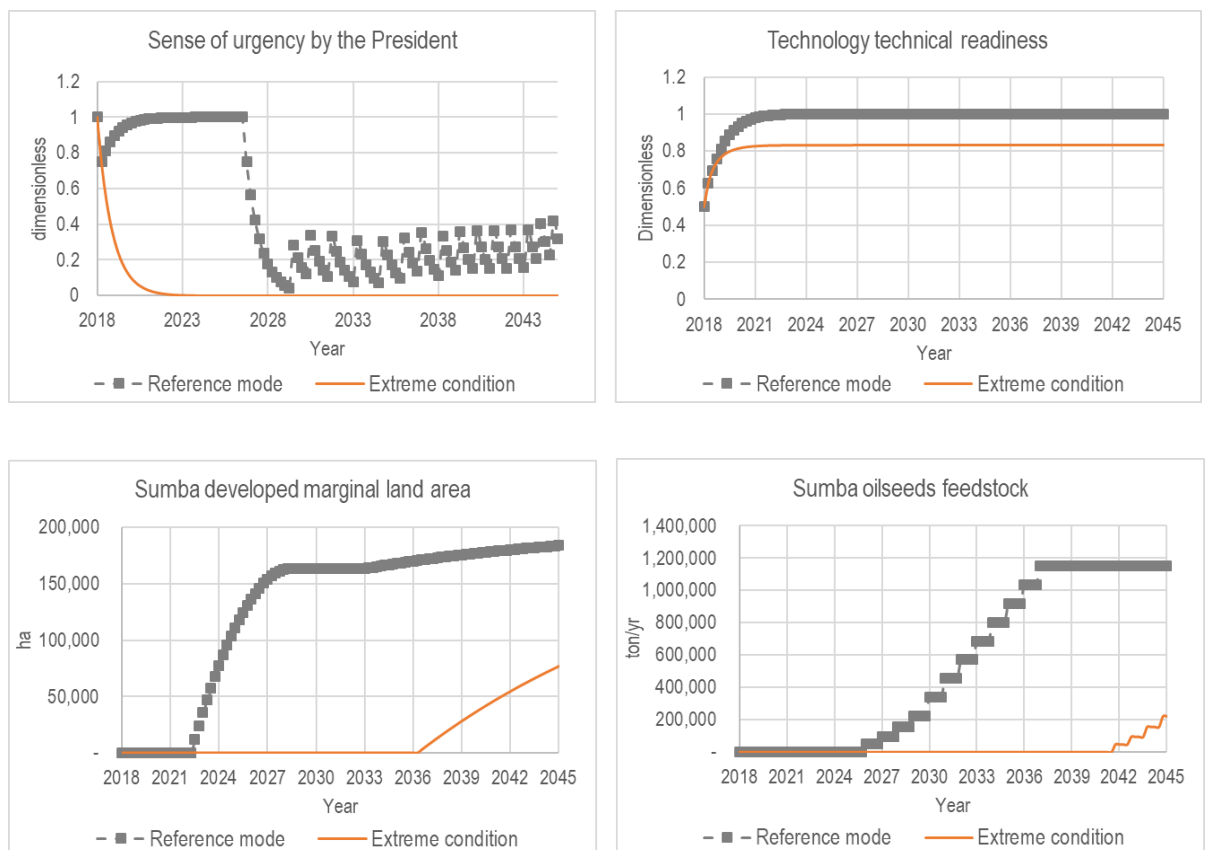 Sense of urgency by the President
1.2
1
0.8
0.6
0.4
0.2
0
dimensionless
2018 2023 2028 2033 2038 2043
Year
Reference mode Extreme condition
Technology technical readiness
1.2
1
0.8
0.6
0.4
0.2
0
Dimensionless
2018 2021 2024 2027 2030 2033 2036 2039 2042 2045
Year
Reference mode Extreme condition
Sumba developed marginal land area
200,000
150,000
100,000
50,000
-
ha
2018 2021 2024 2027 2030 2033 2036 2039 2042 2045
Year
Reference mode Extreme condition
Sumba oilseeds feedstock
1,400,000
1,200,000
1,000,000
800,000
600,000
400,000
200,000
-
ton/yr
2018 2021 2024 2027 2030 2033 2036 2039 2042 2045
Year
Reference mode Extreme condition